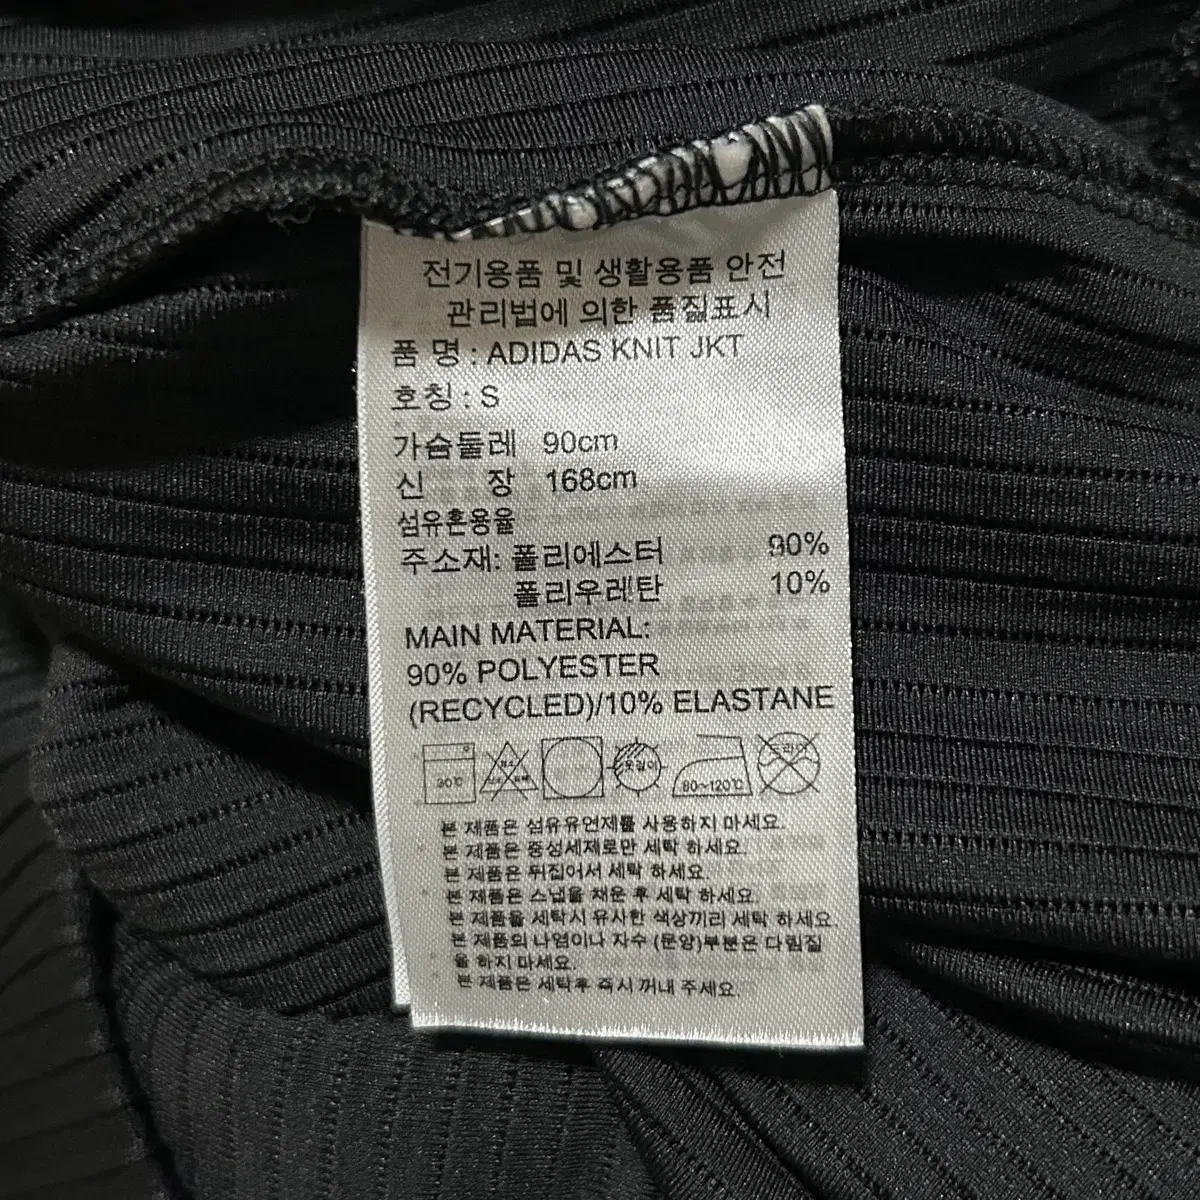 전기용품 및 생활용품 안전
관리법에 의한 품질표시
품 명 : ADIDAS KNIT JKT
호칭 : S
가슴둘레 90cm
신 장 168cm
섬유혼용율
주소재: 폴리에스터 90%
폴리우레탄 10%
MAIN MATERIAL:
90% POLYESTER
(RECYCLED)/10% ELASTANE
30℃ 옷걸이 80~120℃ 드라이
본 제품은 섬유유연제를 사용하지 마세요.
본 제품은 중성세제로만 세탁 하세요.
본 제품은 뒤집어서 세탁 하세요.
본 제품은 스냅을 채운 후 세탁 하세요.
본 제품을 세탁시 유사한 색상끼리 세탁 하세요.
본 제품의 나염이나 자수 (문양)부분은 다림질
을 하지 마세요.
본 제품은 세탁후 즉시 꺼내 주세요.